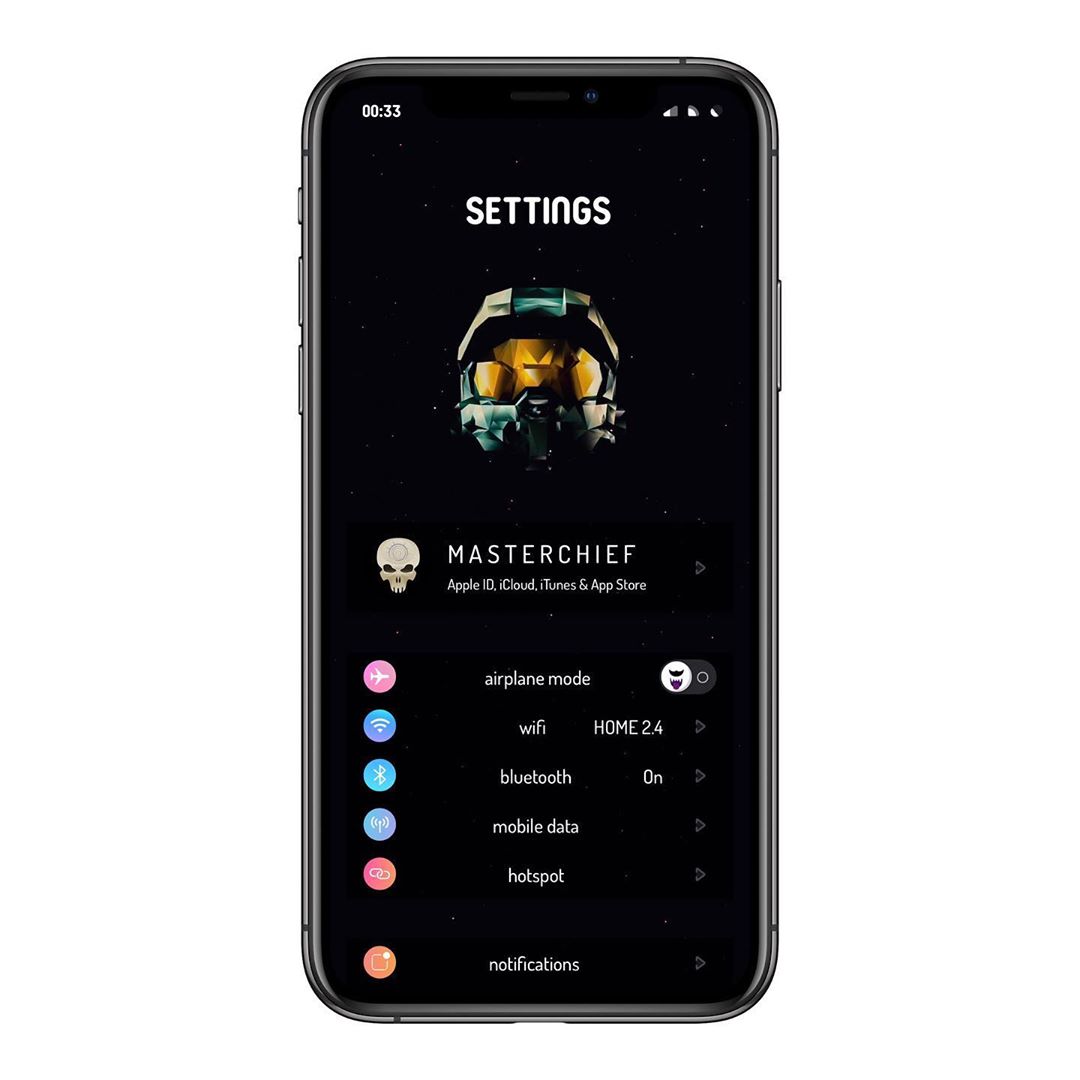 00:33
SETTINGS
MASTERCHIEF
Apple ID, iCloud, iTunes & App Store
airplane mode
wifi HOME 2.4
bluetooth On
mobile data
hotspot
notifications